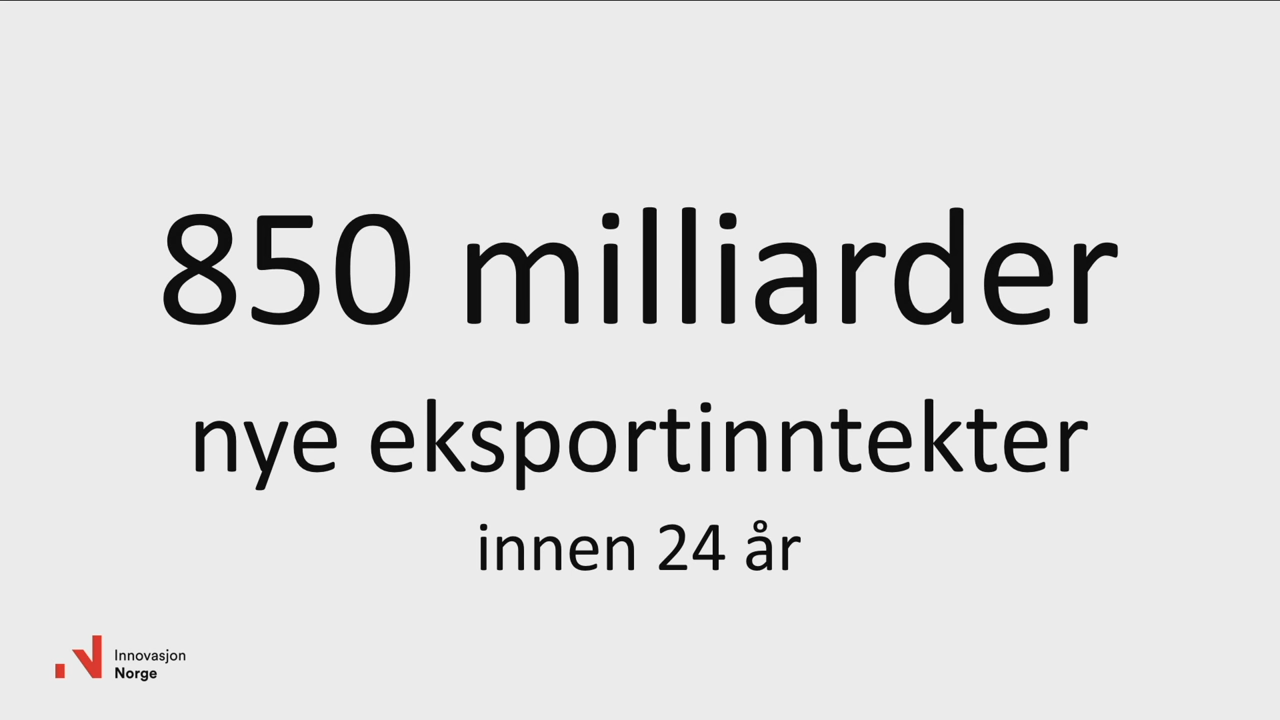 850 milliarder
nye eksportinntekter
innen 24 år
Innovasjon
Norge